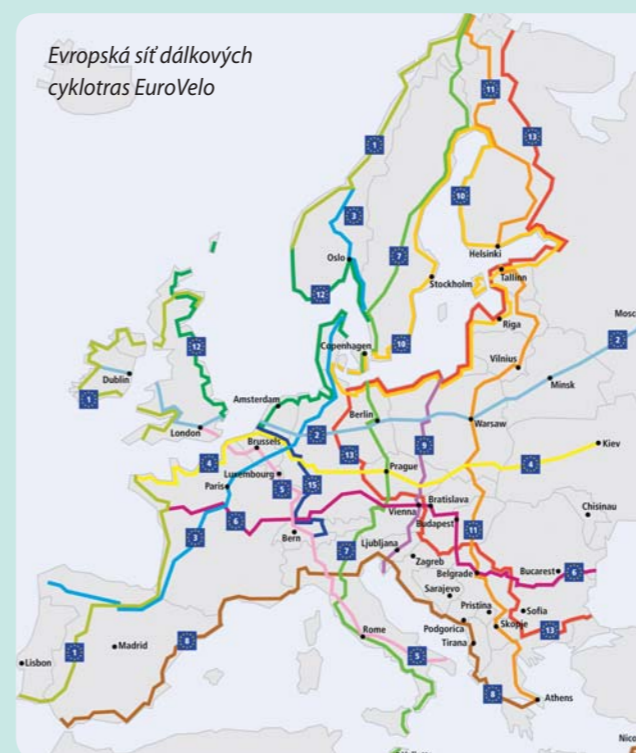 Evropská síť dálkových
cyklotras EuroVelo
11
1
13
3
10
Oslo
7
Helsinki
Stockholm
Tallinn
12
Riga
Mosc
2
12
Copenhagen
10
Vilnius
Dublin
Minsk
1
Amsterdam
Berlin
London
2
Warsaw
Brussels
9
Kiev
4
13
4
Luxembourg
Prague
5
15
Paris
Bratislava
Vienna
Chisinau
6
Budapest
11
3
Bern
7
Ljubljana
Zagreb
Bucarest
6
Belgrade
Sarajevo
Pristina
Sofia
Podgorica
Skopje
13
Madrid
8
Rome
Tirana
Lisbon
1
5
8
Athens
Nico